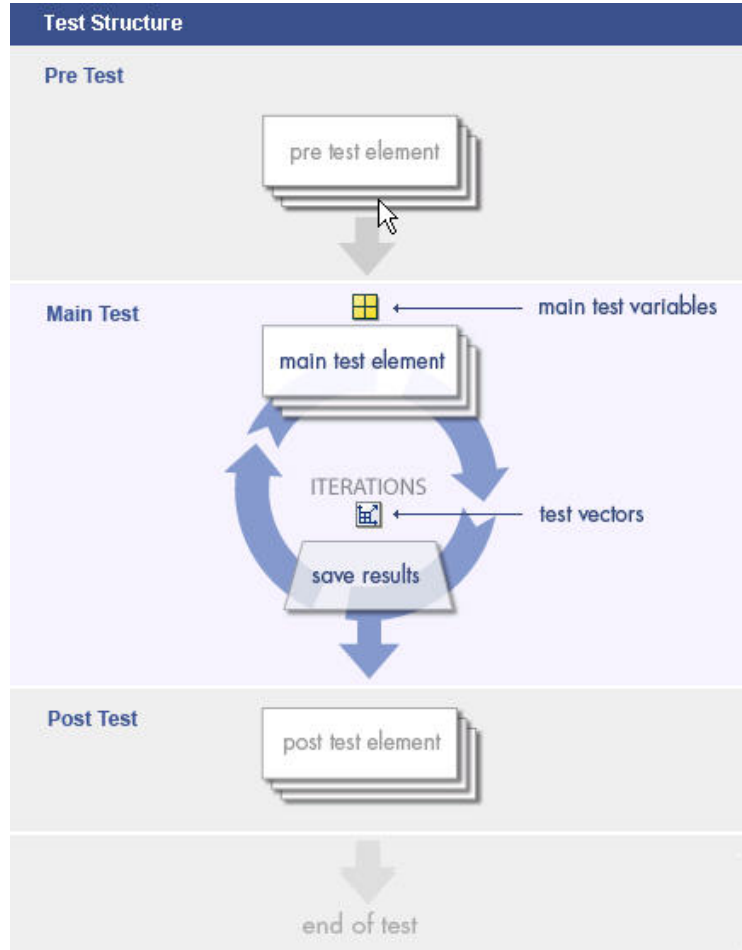 Test Structure
Pre Test
pre test element
Main Test
main test variables
main test element
ITERATIONS
test vectors
save results
Post Test
post test element
end of test